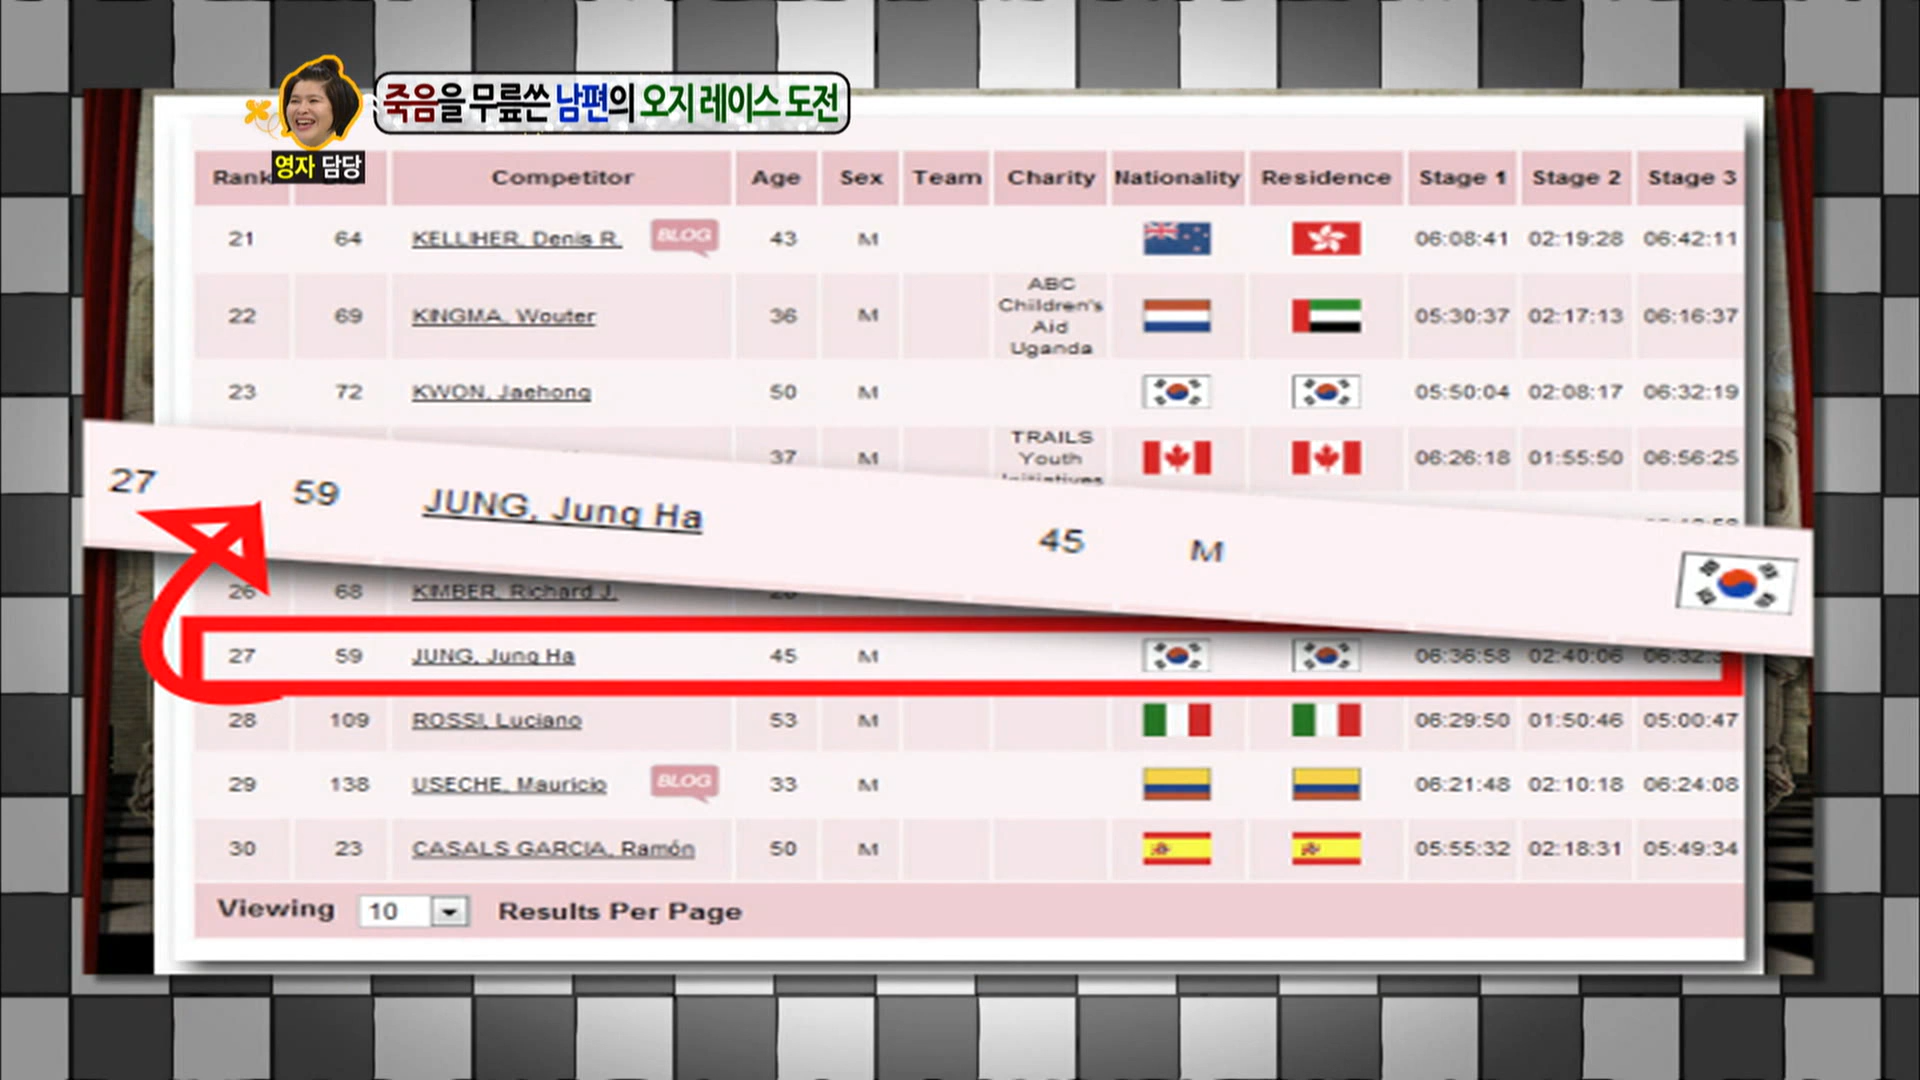 죽음을 무릎쓴 남편의 오지 레이스 도전
영자 담당
Rank Competitor Age Sex Team Charity Nationality Residence Stage 1 Stage 2 Stage 3
21 64 KELLIHER, Denis R. BLOG 43 M 06:08:41 02:19:28 06:42:11
22 69 KINGMA, Wouter 36 M ABC Children's Aid Uganda 05:30:37 02:17:13 06:16:37
23 72 KWON, Jaehong 50 M 05:50:04 02:08:17 06:32:19
37 M TRAILS Youth Initiatives 06:26:18 01:55:50 06:56:25
27 59 JUNG, Jung Ha 45 M
26 68 KIMBER, Richard J.
27 59 JUNG, Jung Ha 45 M 06:36:58 02:40:06
28 109 ROSSI, Luciano 53 M 06:29:50 01:50:46 05:00:47
29 138 USECHE, Mauricio BLOG 33 M 06:21:48 02:10:18 06:24:08
30 23 CASALS GARCIA, Ramón 50 M 05:55:32 02:18:31 05:49:34
Viewing 10 Results Per Page